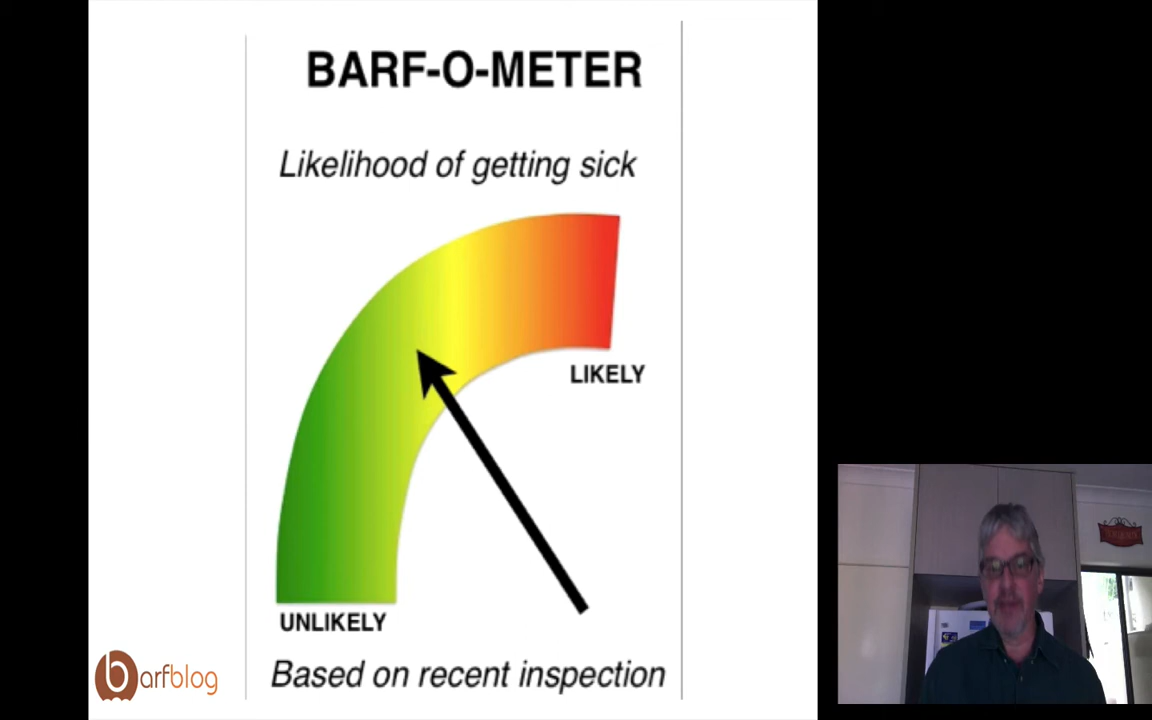 BARF-O-METER
Likelihood of getting sick
LIKELY
UNLIKELY
Based on recent inspection
barfblog